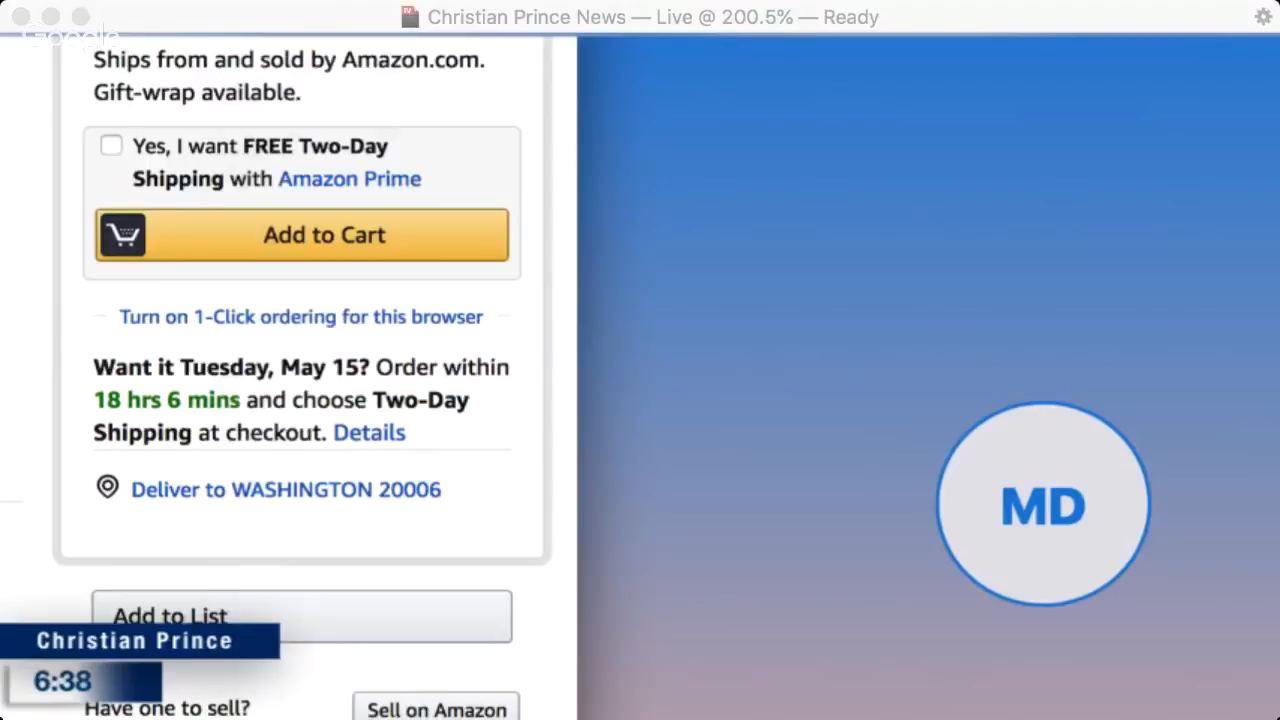 Christian Prince News — Live @ 200.5% — Ready
Google
Ships from and sold by Amazon.com.
Gift-wrap available.
Yes, I want FREE Two-Day
Shipping with Amazon Prime
Add to Cart
Turn on 1-Click ordering for this browser
Want it Tuesday, May 15? Order within
18 hrs 6 mins and choose Two-Day
Shipping at checkout. Details
Deliver to WASHINGTON 20006
MD
Add to List
Christian Prince
6:38
Have one to sell?
Sell on Amazon